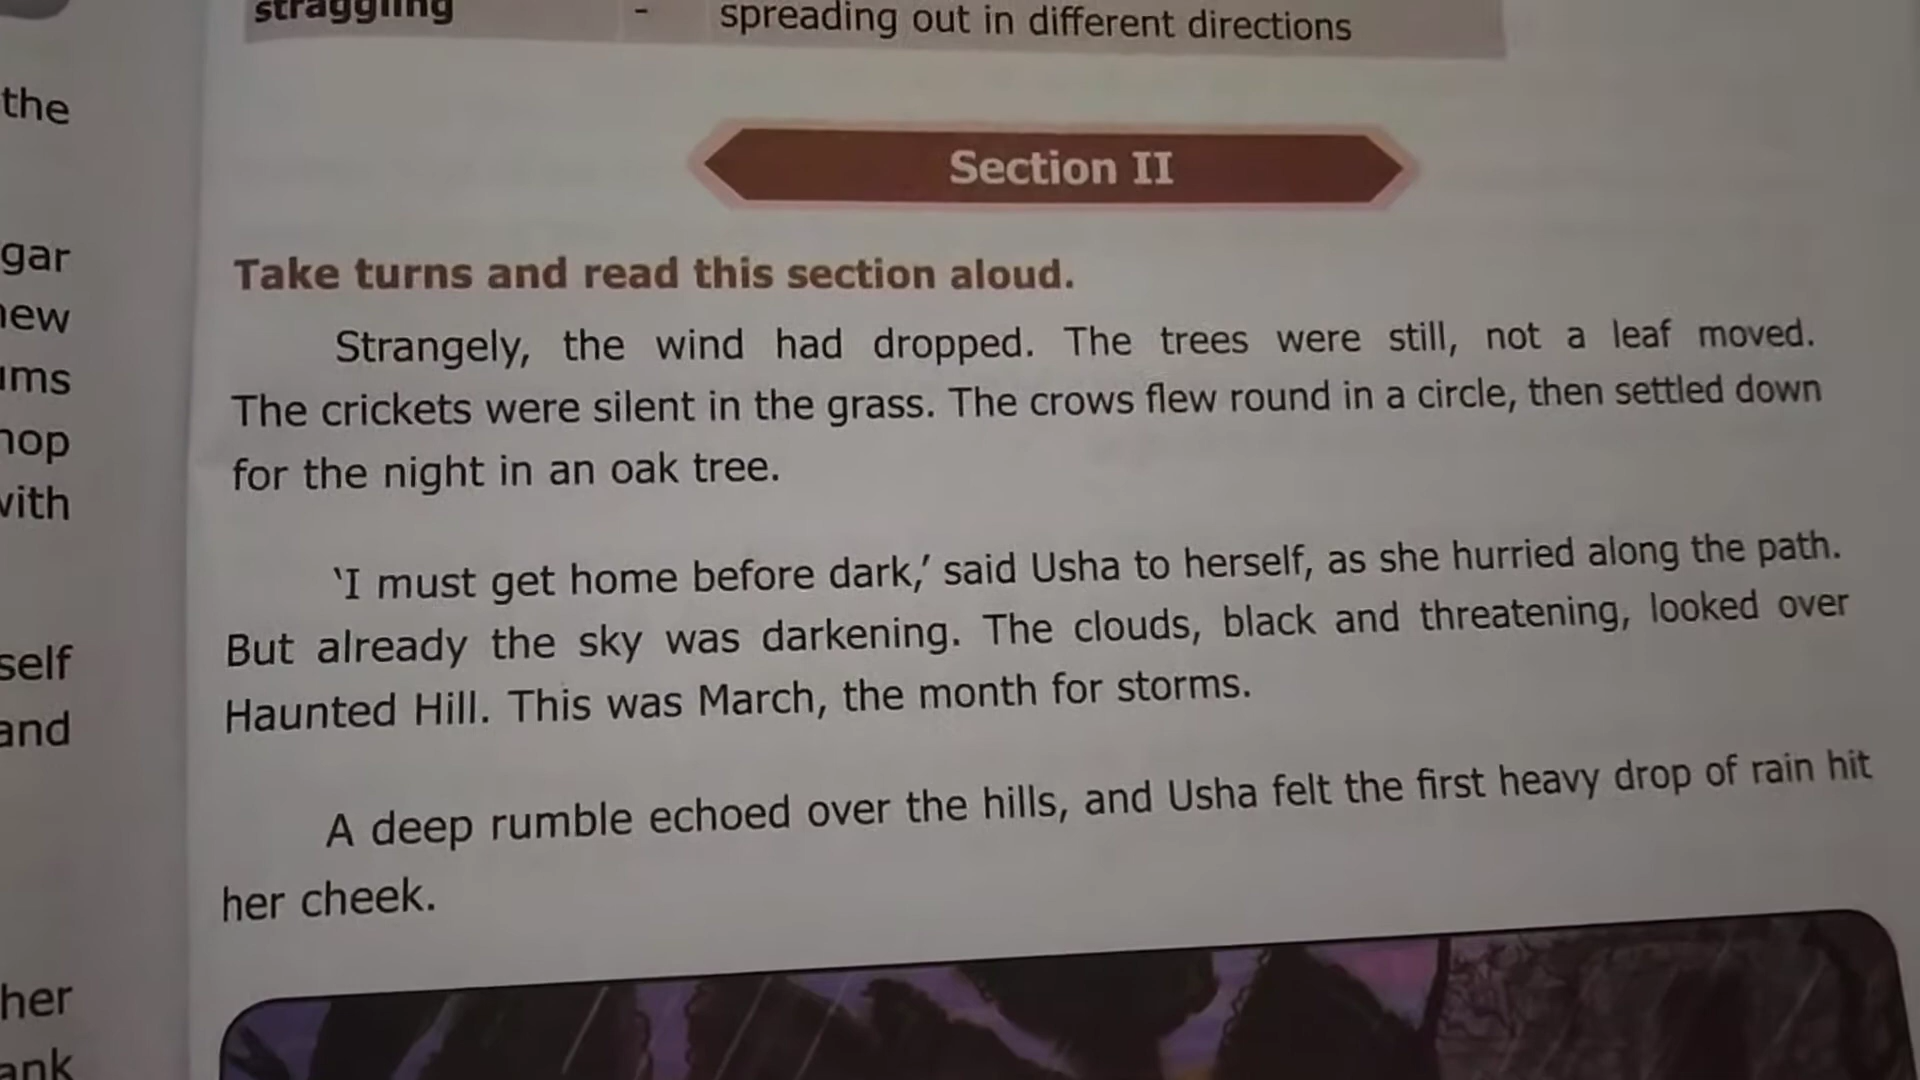 straggling - spreading out in different directions
the
gar
ew
ms
hop
with
self
and
her
ank
Section II
Take turns and read this section aloud.
Strangely, the wind had dropped. The trees were still, not a leaf moved.
The crickets were silent in the grass. The crows flew round in a circle, then settled down
for the night in an oak tree.
‘I must get home before dark,’ said Usha to herself, as she hurried along the path.
But already the sky was darkening. The clouds, black and threatening, looked over
Haunted Hill. This was March, the month for storms.
A deep rumble echoed over the hills, and Usha felt the first heavy drop of rain hit
her cheek.